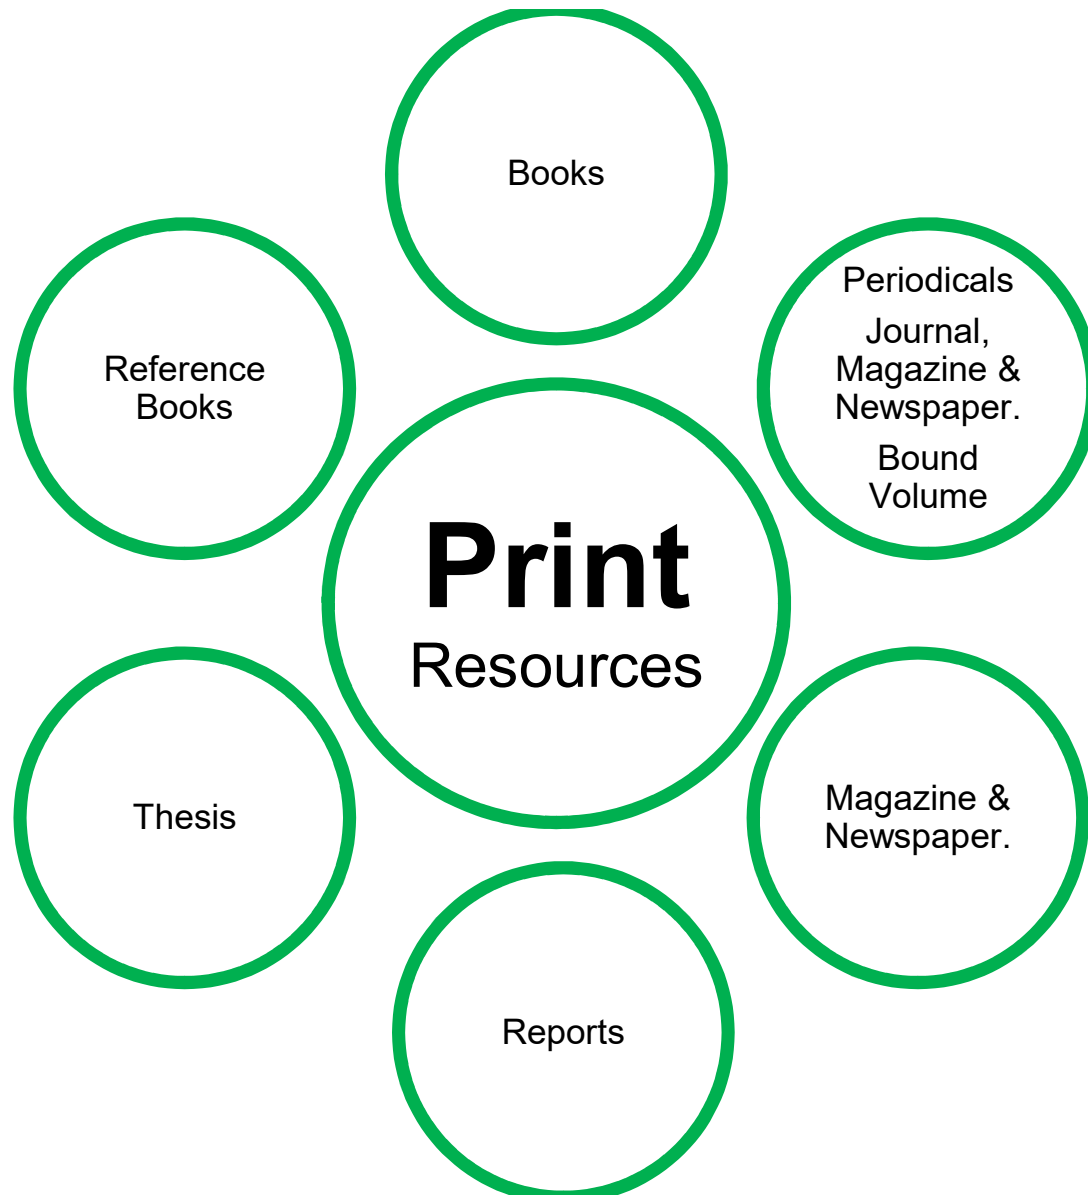 Books
Periodicals
Journal,
Magazine &
Newspaper.
Bound
Volume
Reference
Books
Print
Resources
Thesis
Magazine &
Newspaper.
Reports